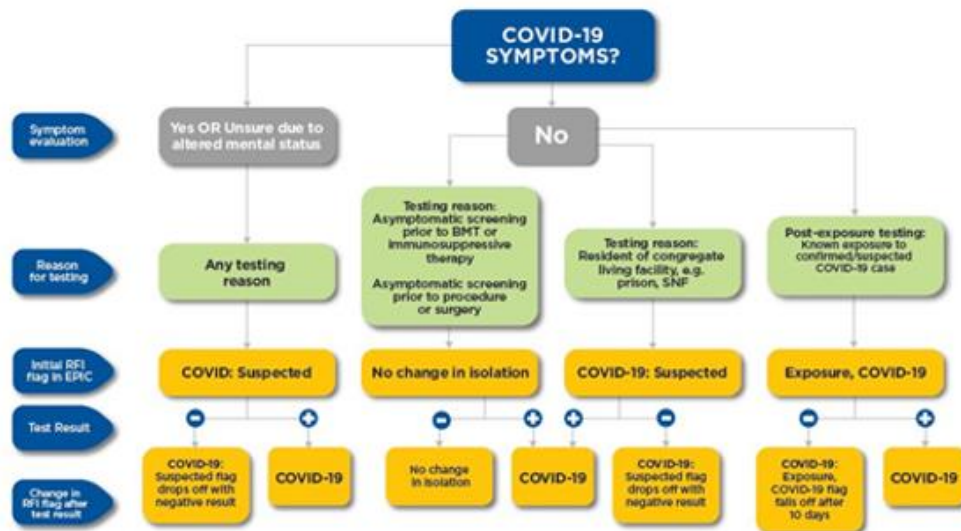 COVID-19
SYMPTOMS?
Symptom
evaluation
Yes OR Unsure due to
altered mental status
No
Reason
for testing
Any testing
reason
Testing reason:
Asymptomatic screening
prior to BMT or
immunosuppressive
therapy
Asymptomatic screening
prior to procedure
or surgery
Testing reason:
Resident of congregate
living facility, e.g.
prison, SNF
Post-exposure testing:
Known exposure to
confirmed/suspected
COVID-19 case
Initial RFI
flag in EPIC
COVID: Suspected
No change in isolation
COVID-19: Suspected
Exposure, COVID-19
Test Result
- + - + + - - +
Change in
RFI flag after
test result
COVID-19:
Suspected flag
drops off with
negative result
COVID-19
No change
in isolation
COVID-19
COVID-19:
Suspected flag
drops off with
negative result
COVID-19:
Exposure,
COVID-19 flag
falls off after
10 days
COVID-19